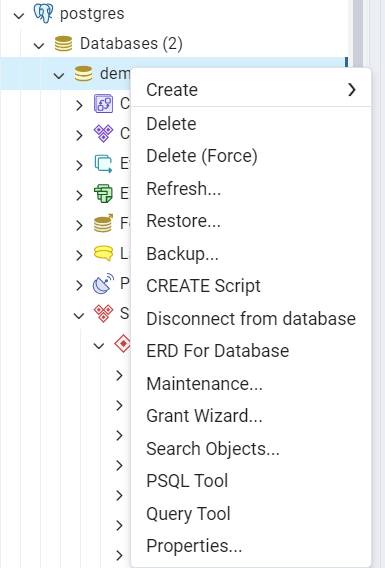 postgres
Databases (2)
dem
Create
C
Delete
C
Delete (Force)
E
Refresh...
E
Restore...
F
Backup...
L
CREATE Script
P
Disconnect from database
S
ERD For Database
Maintenance...
Grant Wizard...
Search Objects...
PSQL Tool
Query Tool
Properties...